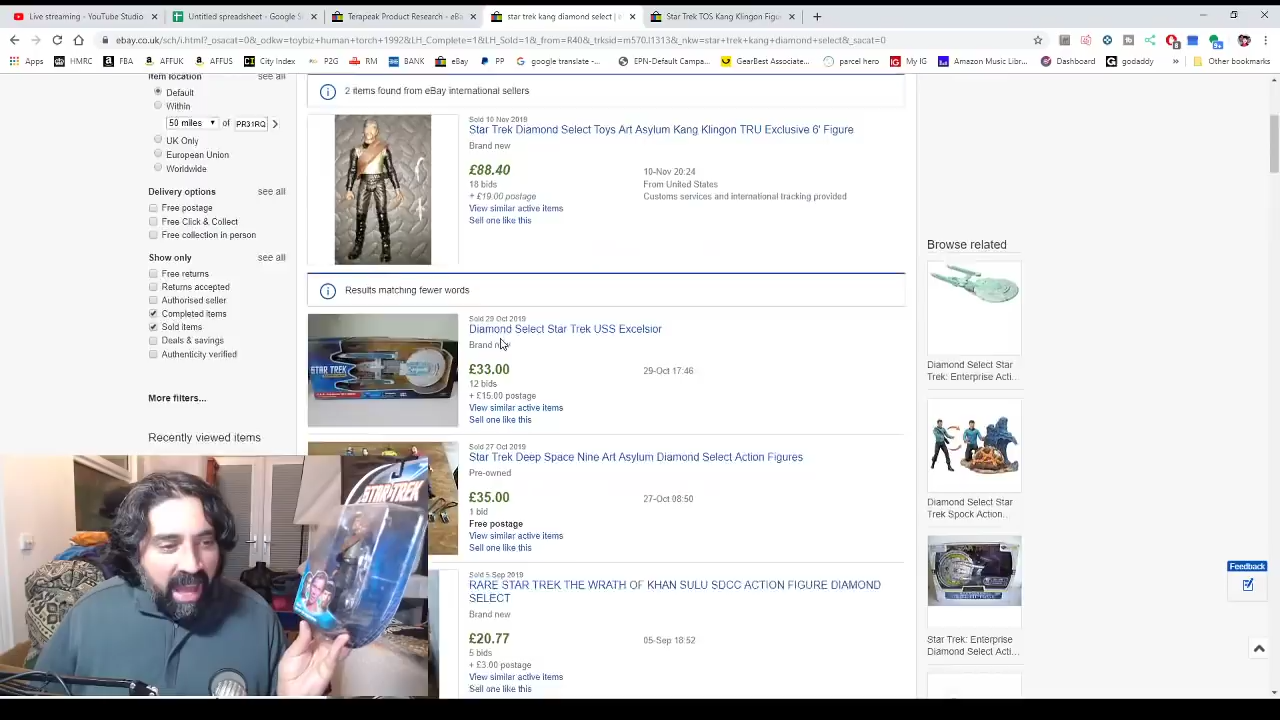 Live streaming - YouTube Studio
Untitled spreadsheet - Google S
Terapeak Product Research - eBa
star trek kang diamond select | e
Star Trek TOS Kang Klingon Figu
ebay.co.uk/sch/i.html?_osacat=0&_odkw=toybiz+human+torch+1992&LH_Complete=1&LH_Sold=1&_from=R40&_trksid=m570.l1313&_nkw=star+trek+kang+diamond+select&_sacat=0
Apps
HMRC
FBA
AFFUK
AFFUS
City Index
P2G
RM
BANK
eBay
PP
google translate -...
EPN-Default Campa...
GearBest Associate...
parcel hero
My IG
Amazon Music Libr...
Dashboard
godaddy
»
Other bookmarks
Item location
see all
Default
Within
50 miles
of
PR31RQ
UK Only
European Union
Worldwide
Delivery options
see all
Free postage
Free Click & Collect
Free collection in person
Show only
see all
Free returns
Returns accepted
Authorised seller
Completed items
Sold items
Deals & savings
Authenticity verified
More filters...
Recently viewed items
2 items found from eBay international sellers
Sold 10 Nov 2019
Star Trek Diamond Select Toys Art Asylum Kang Klingon TRU Exclusive 6' Figure
Brand new
£88.40
18 bids
+ £19.00 postage
View similar active items
Sell one like this
10-Nov 20:24
From United States
Customs services and international tracking provided
Results matching fewer words
Sold 29 Oct 2019
Diamond Select Star Trek USS Excelsior
Brand new
£33.00
12 bids
+ £15.00 postage
View similar active items
Sell one like this
29-Oct 17:46
STAR TREK
Sold 27 Oct 2019
Star Trek Deep Space Nine Art Asylum Diamond Select Action Figures
Pre-owned
£35.00
1 bid
Free postage
View similar active items
Sell one like this
27-Oct 08:50
Sold 5 Sep 2019
RARE STAR TREK THE WRATH OF KHAN SULU SDCC ACTION FIGURE DIAMOND
SELECT
Brand new
£20.77
5 bids
+ £3.00 postage
View similar active items
Sell one like this
05-Sep 18:52
Browse related
Diamond Select Star
Trek: Enterprise Acti...
Diamond Select Star
Trek Spock Action...
Star Trek: Enterprise
Diamond Select Acti...
Feedback
STAR TREK